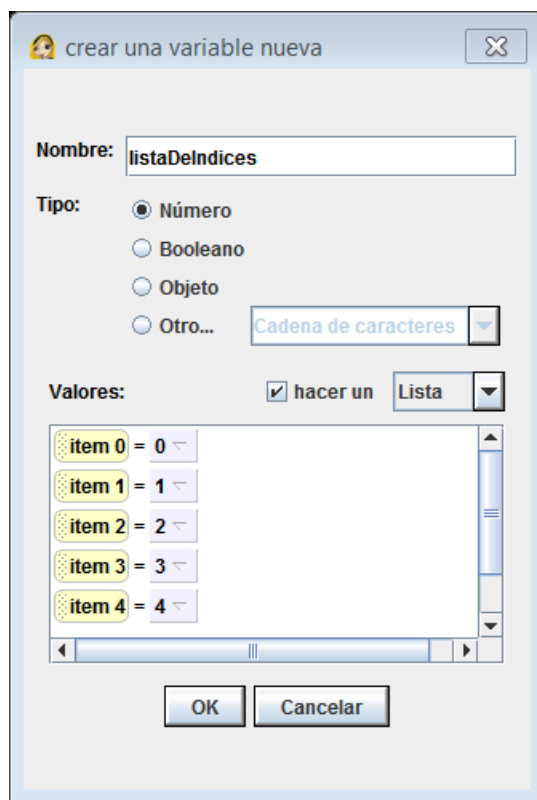 crear una variable nueva
Nombre: listaDeIndices
Tipo: Número
Booleano
Objeto
Otro... Cadena de caracteres
Valores: hacer un Lista
item 0 = 0
item 1 = 1
item 2 = 2
item 3 = 3
item 4 = 4
OK Cancelar